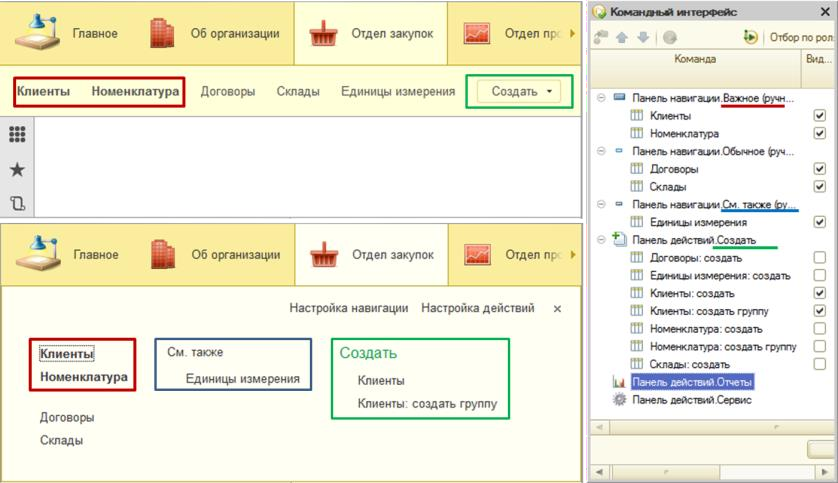 Главное
Об организации
Отдел закупок
Отдел про
Клиенты Номенклатура Договоры Склады Единицы измерения Создать
Главное
Об организации
Отдел закупок
Отдел про
Настройка навигации Настройка действий ×
Клиенты
Номенклатура
Договоры
Склады
См. также
Единицы измерения
Создать
Клиенты
Клиенты: создать группу
Командный интерфейс
Отбор по рол
Команда Вид...
Панель навигации.Важное (ручн...
Клиенты
Номенклатура
Панель навигации.Обычное (руч...
Договоры
Склады
Панель навигации.См. также (ру...
Единицы измерения
Панель действий.Создать
Договоры: создать
Единицы измерения: создать
Клиенты: создать
Клиенты: создать группу
Номенклатура: создать
Номенклатура: создать группу
Склады: создать
Панель действий.Отчеты
Панель действий.Сервис